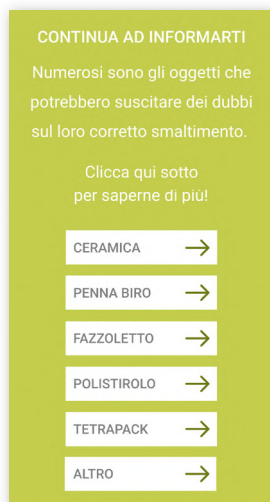 CONTINUA AD INFORMARTI
Numerosi sono gli oggetti che
potrebbero suscitare dei dubbi
sul loro corretto smaltimento.
Clicca qui sotto
per saperne di più!
CERAMICA
PENNA BIRO
FAZZOLETTO
POLISTIROLO
TETRAPACK
ALTRO